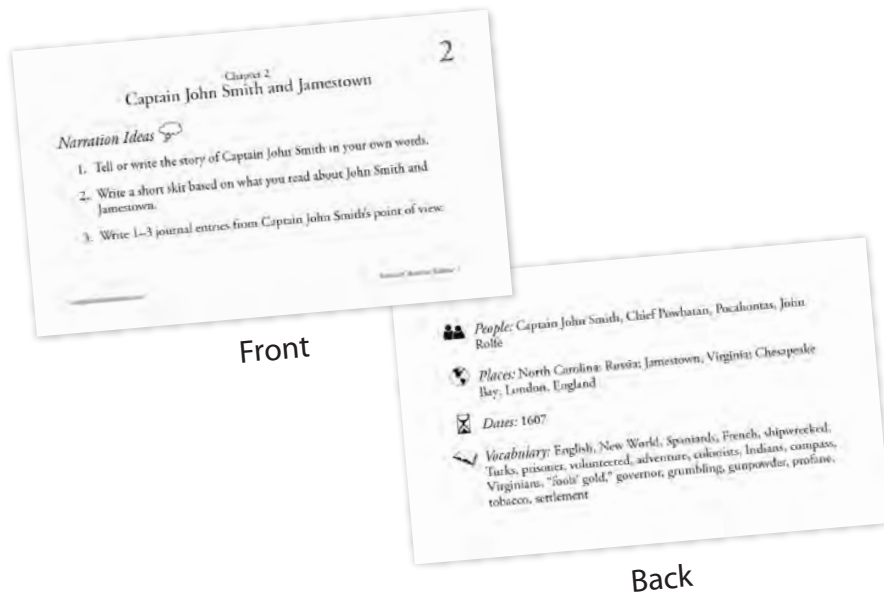 2
Chapter 2
Captain John Smith and Jamestown
Narration Ideas
1. Tell or write the story of Captain John Smith in your own words.
2. Write a short skit based on what you read about John Smith and
Jamestown.
3. Write 1–3 journal entries from Captain John Smith's point of view.
Front
People: Captain John Smith, Chief Powhatan, Pocahontas, John
Rolfe
Places: North Carolina; Russia; Jamestown, Virginia; Chesapeake
Bay; London, England
Dates: 1607
Vocabulary: English, New World, Spaniards, French, shipwrecked,
Turks, prisoner, volunteered, adventure, colonists, Indians, compass,
Virginians, "fools' gold," governor, grumbling, gunpowder, profane,
tobacco, settlement
Back